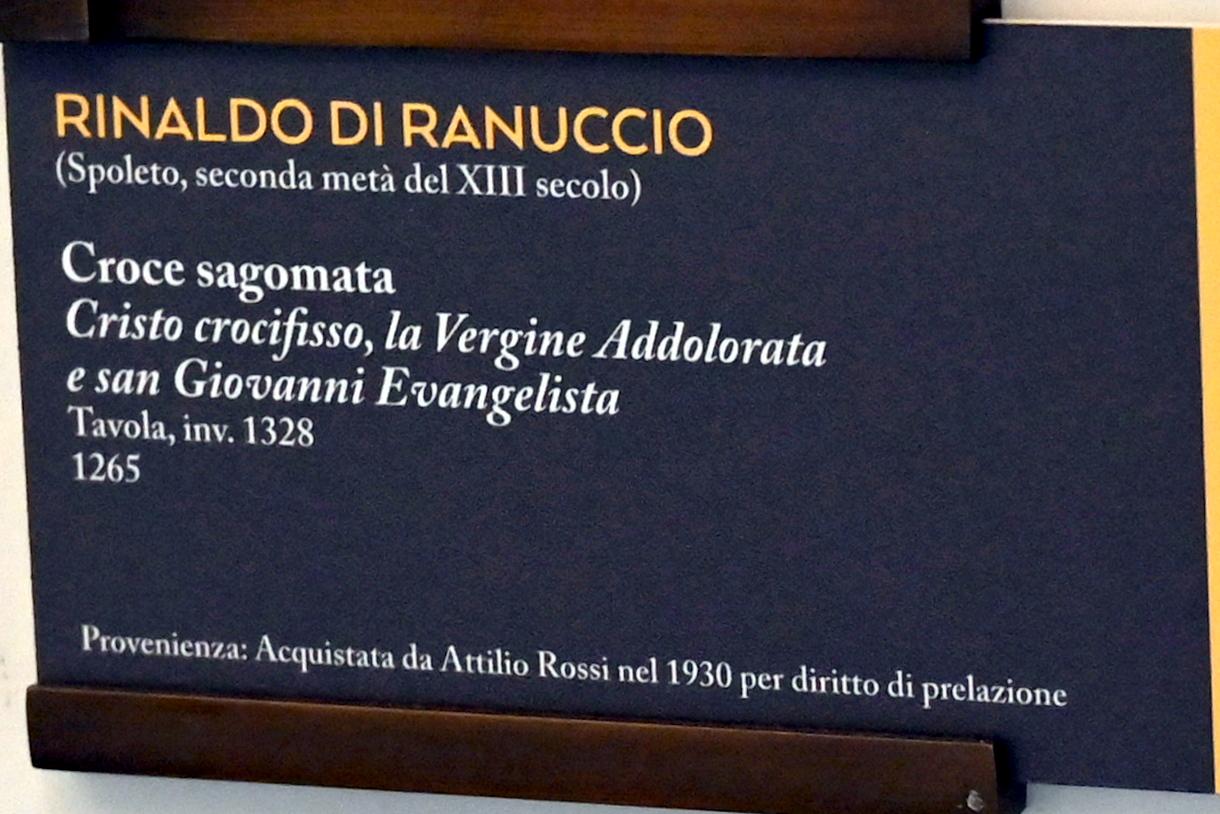 RINALDO DI RANUCCIO
(Spoleto, seconda metà del XIII secolo)
Croce sagomata
Cristo crocifisso, la Vergine Addolorata
e san Giovanni Evangelista
Tavola, inv. 1328
1265
Provenienza: Acquistata da Attilio Rossi nel 1930 per diritto di prelazione